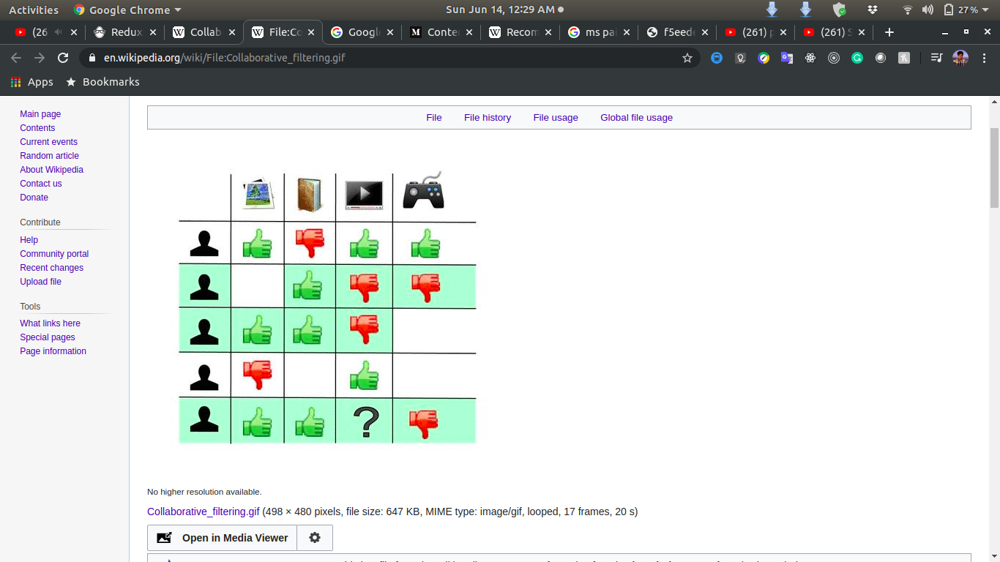 Activities Google Chrome Sun Jun 14, 12:29 AM 27%
(26 Redux Collab File:Co Google Conter Recom ms pai f5eede (261) p (261) S
en.wikipedia.org/wiki/File:Collaborative_filtering.gif
Apps Bookmarks
File File history File usage Global file usage
Main page
Contents
Current events
Random article
About Wikipedia
Contact us
Donate
Contribute
Help
Community portal
Recent changes
Upload file
Tools
What links here
Special pages
Page information
?
No higher resolution available.
Collaborative_filtering.gif (498 × 480 pixels, file size: 647 KB, MIME type: image/gif, looped, 17 frames, 20 s)
Open in Media Viewer